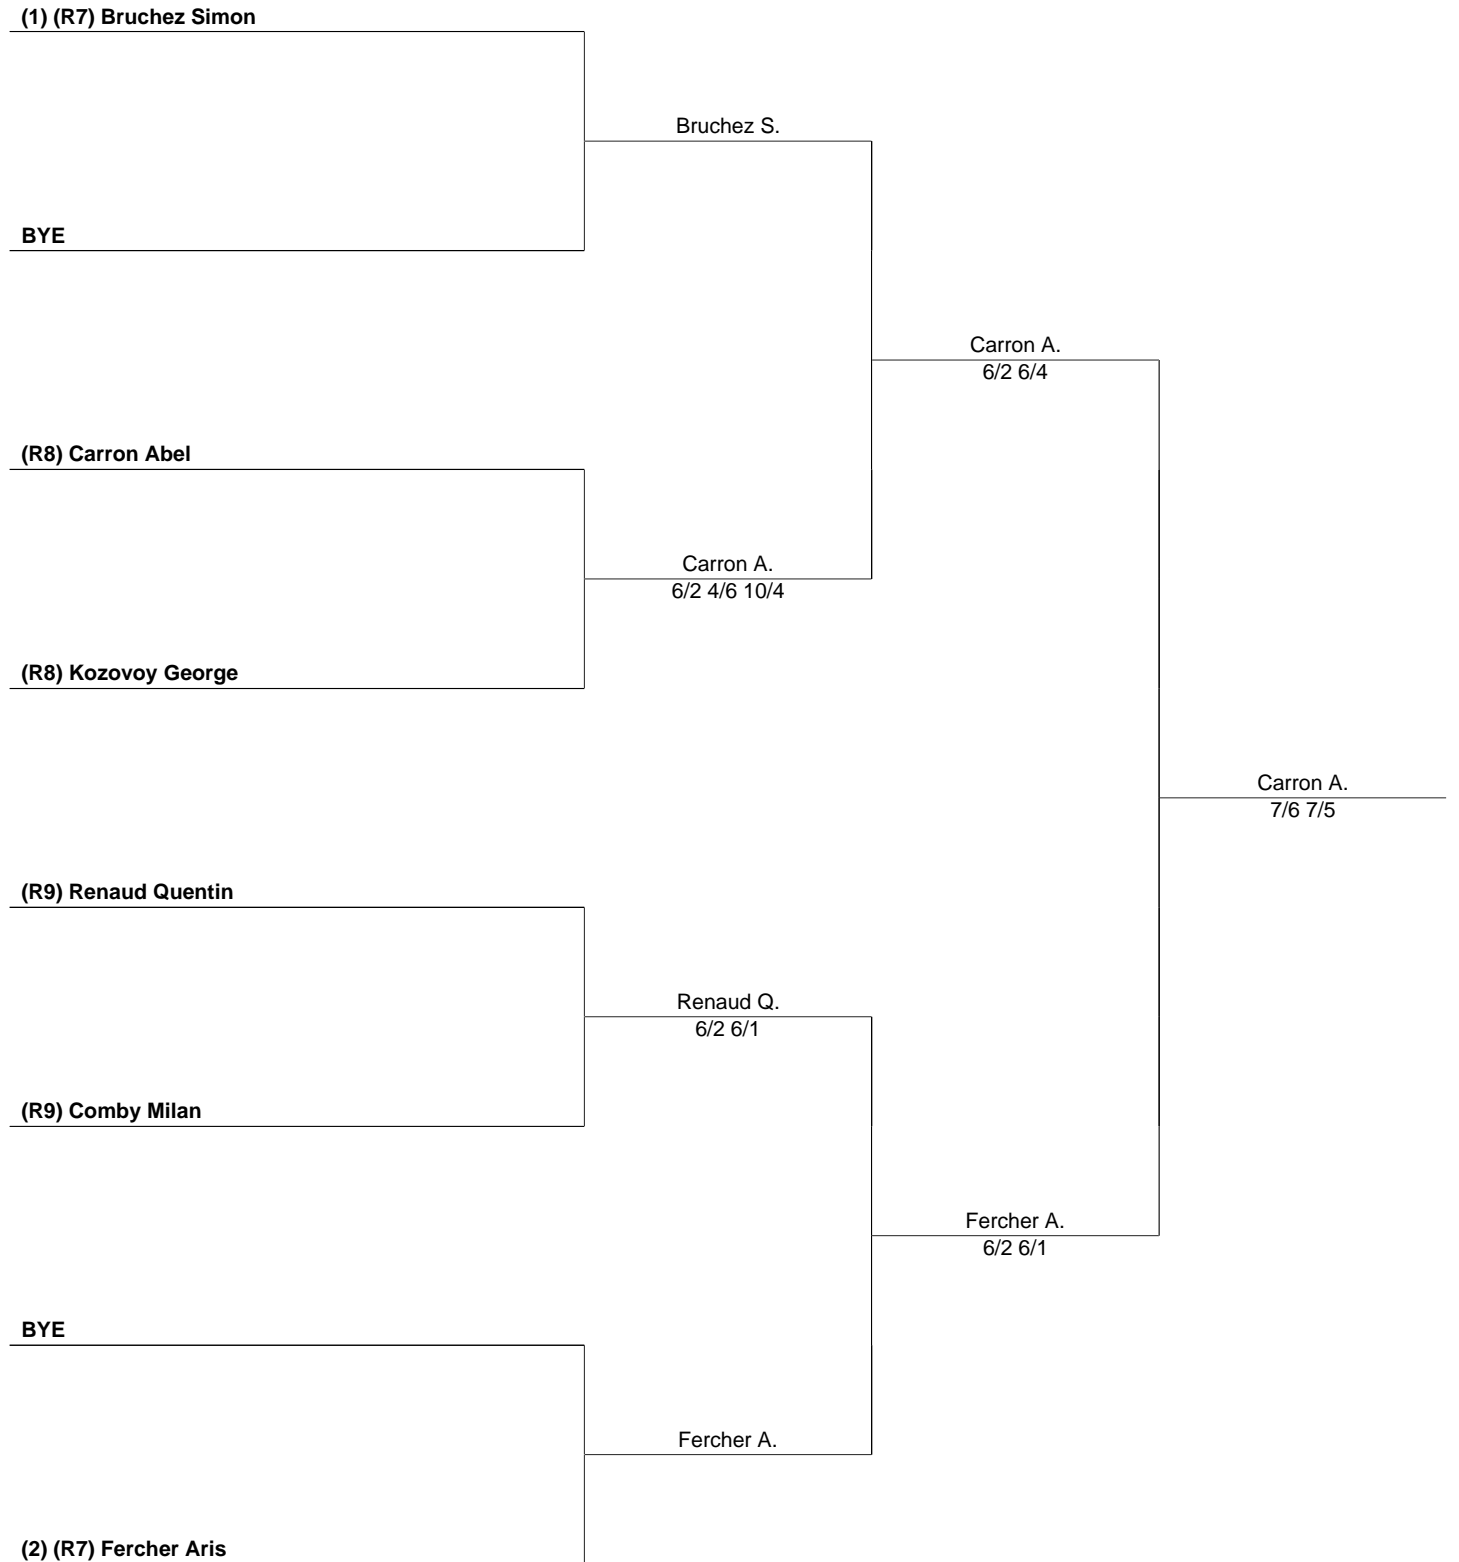 (1) (R7) Bruchez Simon
Bruchez S.
BYE
Carron A.
6/2 6/4
(R8) Carron Abel
Carron A.
6/2 4/6 10/4
(R8) Kozovoy George
Carron A.
7/6 7/5
(R9) Renaud Quentin
Renaud Q.
6/2 6/1
(R9) Comby Milan
Fercher A.
6/2 6/1
BYE
Fercher A.
(2) (R7) Fercher Aris